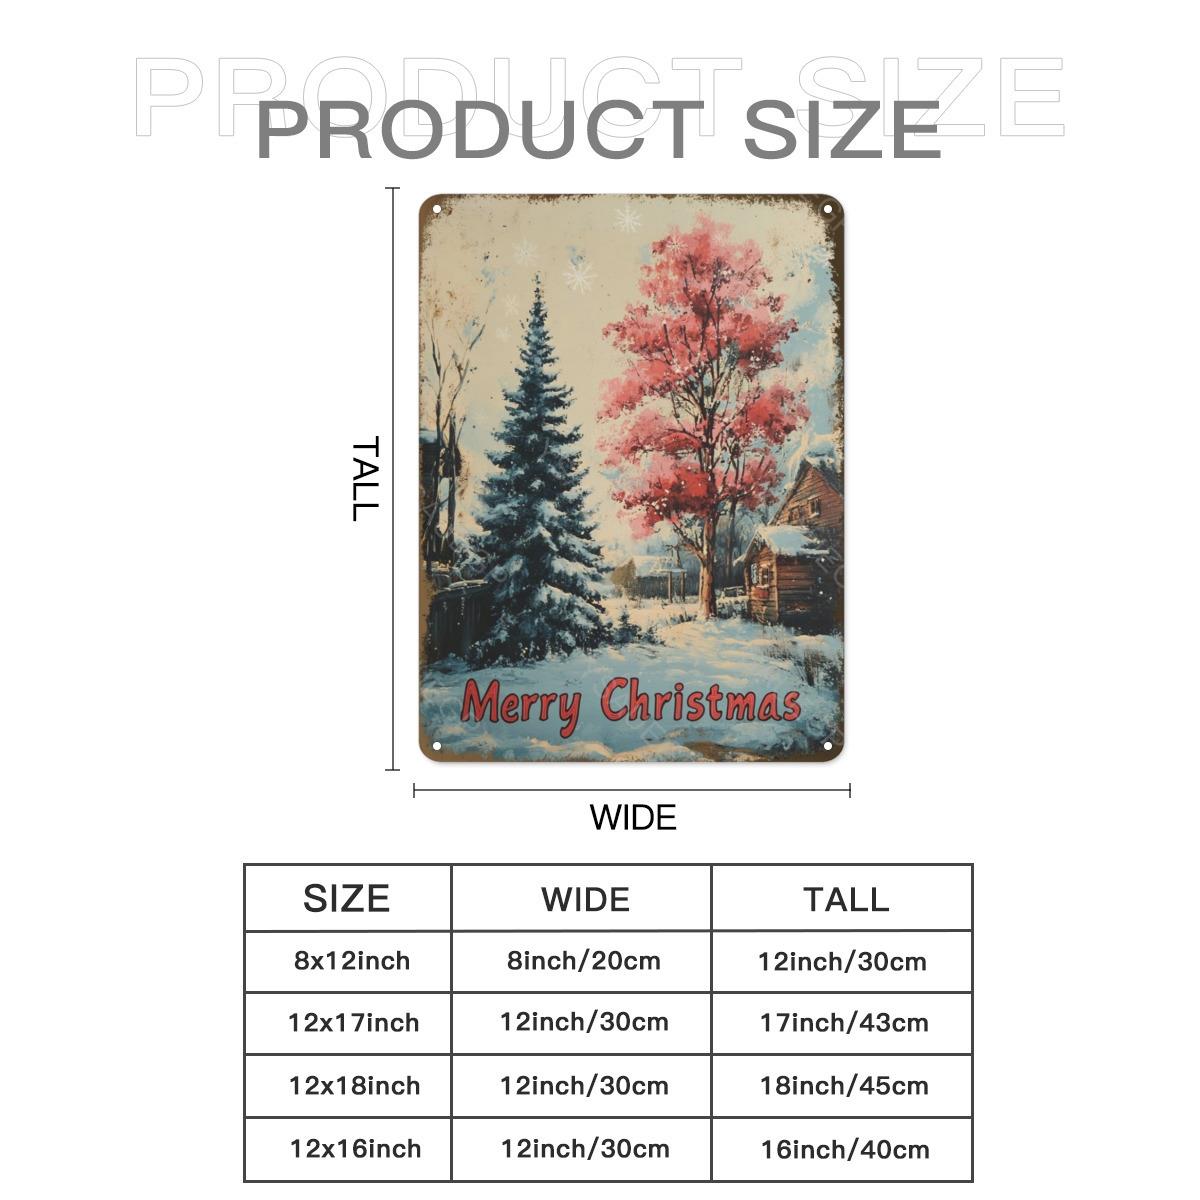 PRODUCT SIZE
PRODUCT SIZE
TALL
Merry Christmas
WIDE
SIZE WIDE TALL
8x12inch 8inch/20cm 12inch/30cm
12x17inch 12inch/30cm 17inch/43cm
12x18inch 12inch/30cm 18inch/45cm
12x16inch 12inch/30cm 16inch/40cm